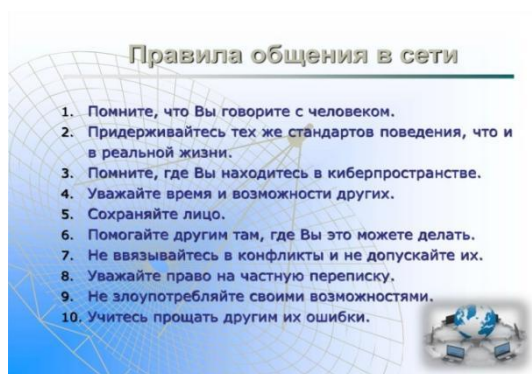 Правила общения в сети
1. Помните, что Вы говорите с человеком.
2. Придерживайтесь тех же стандартов поведения, что и
в реальной жизни.
3. Помните, где Вы находитесь в киберпространстве.
4. Уважайте время и возможности других.
5. Сохраняйте лицо.
6. Помогайте другим там, где Вы это можете делать.
7. Не ввязывайтесь в конфликты и не допускайте их.
8. Уважайте право на частную переписку.
9. Не злоупотребляйте своими возможностями.
10. Учитесь прощать другим их ошибки.